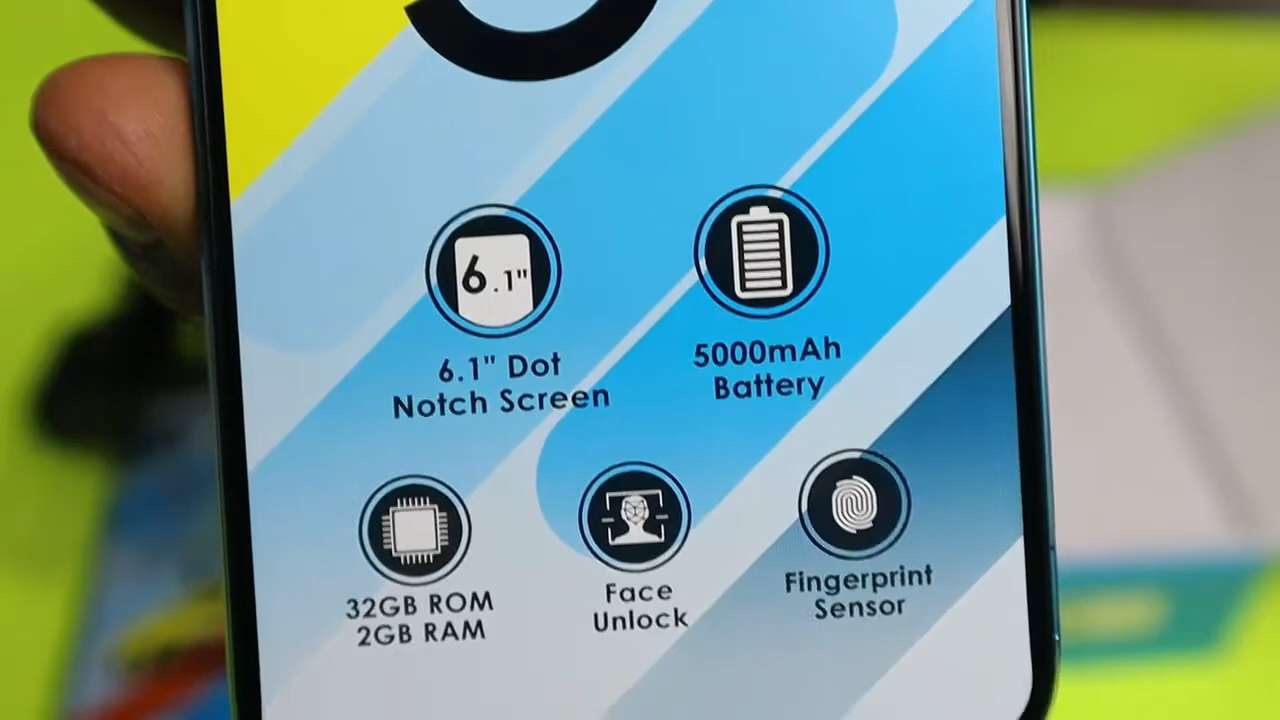 6.1"
6.1" Dot
Notch Screen
5000mAh
Battery
32GB ROM
2GB RAM
Face
Unlock
Fingerprint
Sensor